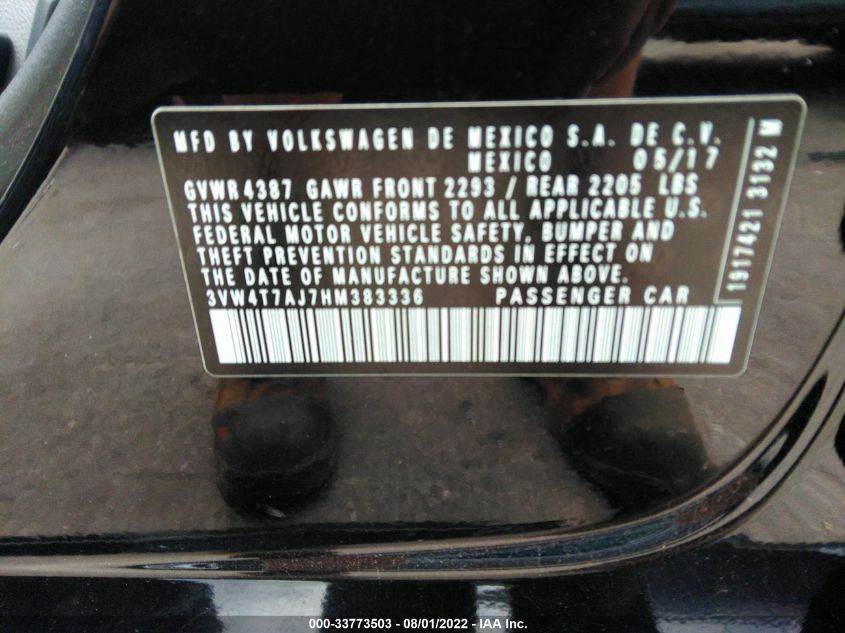 MFD BY VOLKSWAGEN DE MEXICO S.A. DE C.V.
MEXICO 05/17
GVWR 4387 GAWR FRONT 2293 / REAR 2205 LBS
THIS VEHICLE CONFORMS TO ALL APPLICABLE U.S.
FEDERAL MOTOR VEHICLE SAFETY, BUMPER AND
THEFT PREVENTION STANDARDS IN EFFECT ON
THE DATE OF MANUFACTURE SHOWN ABOVE.
3VW4T7AJ7HM383336 PASSENGER CAR
1917421 3132 M
000-33773503 - 08/01/2022 - IAA Inc.